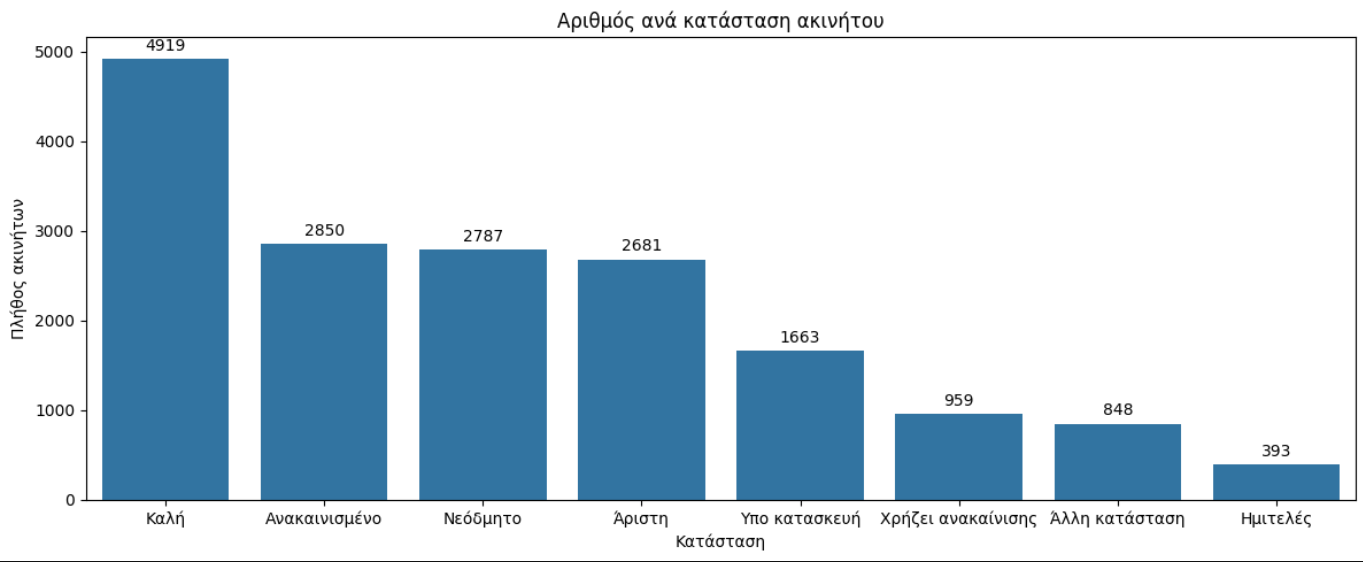 Αριθμός ανά κατάσταση ακινήτου
Πλήθος ακινήτων
5000
4000
3000
2000
1000
0
4919
2850
2787
2681
1663
959
848
393
Καλή
Ανακαινισμένο
Νεόδμητο
Άριστη
Υπο κατασκευή
Χρήζει ανακαίνισης
Άλλη κατάσταση
Ημιτελές
Κατάσταση